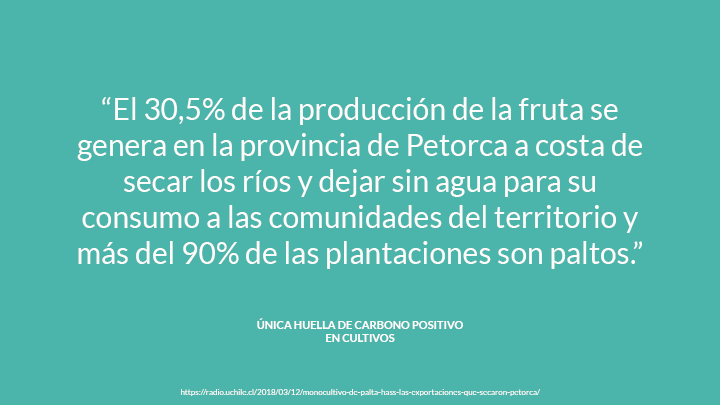 “El 30,5% de la producción de la fruta se
genera en la provincia de Petorca a costa de
secar los ríos y dejar sin agua para su
consumo a las comunidades del territorio y
más del 90% de las plantaciones son paltos.”
ÚNICA HUELLA DE CARBONO POSITIVO
EN CULTIVOS
https://radio.uchile.cl/2018/03/12/monocultivo-de-palta-hass-las-exportaciones-que-secaron-petorca/